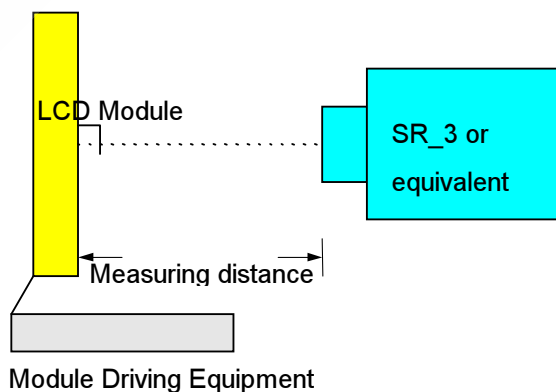 LCD Module
SR_3 or
equivalent
Measuring distance
Module Driving Equipment